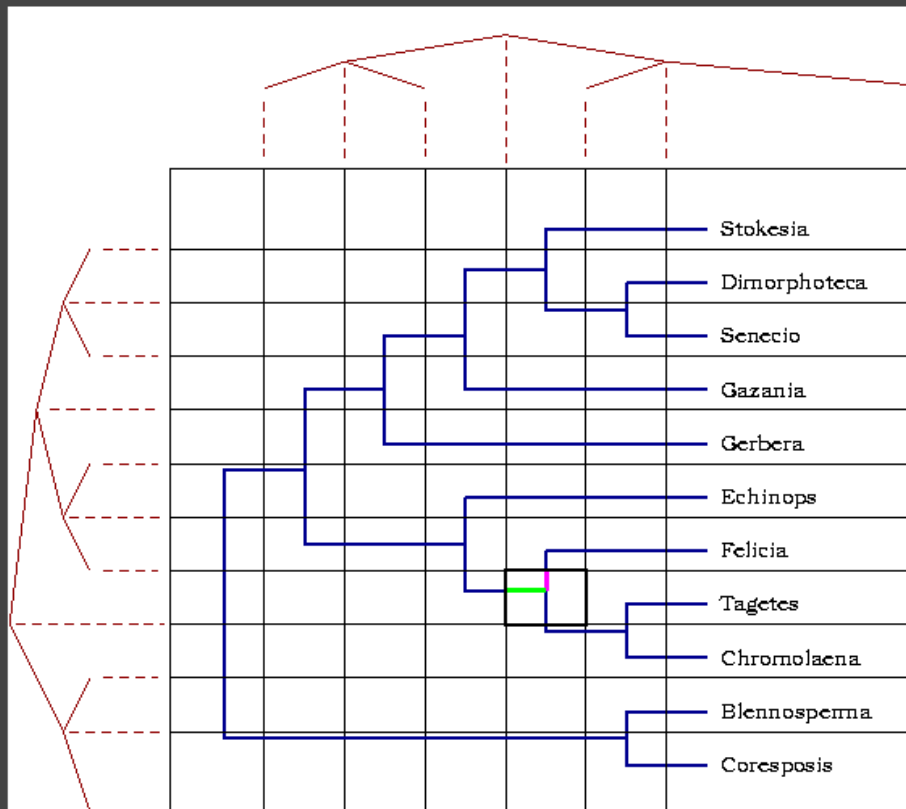 Stokesia
Dimorphoteca
Senecio
Gazania
Gerbera
Echinops
Felicia
Tagetes
Chromolaena
Blennosperma
Coresposis